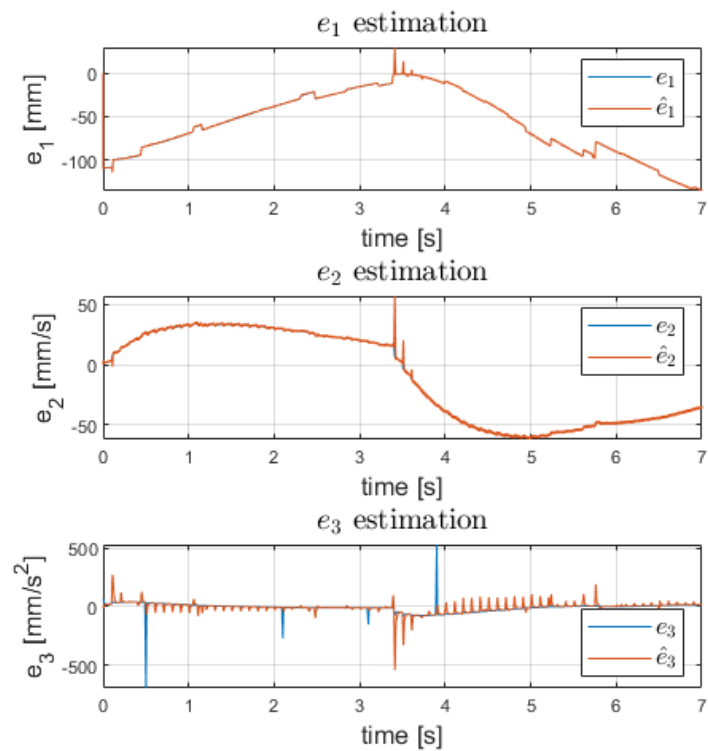 e₁ estimation
0
-50
-100
e₁ [mm]
e₁
ê₁
0 1 2 3 4 5 6 7
time [s]
e₂ estimation
50
0
-50
e₂ [mm/s]
e₂
ê₂
0 1 2 3 4 5 6 7
time [s]
e₃ estimation
500
0
-500
e₃ [mm/s²]
e₃
ê₃
0 1 2 3 4 5 6 7
time [s]